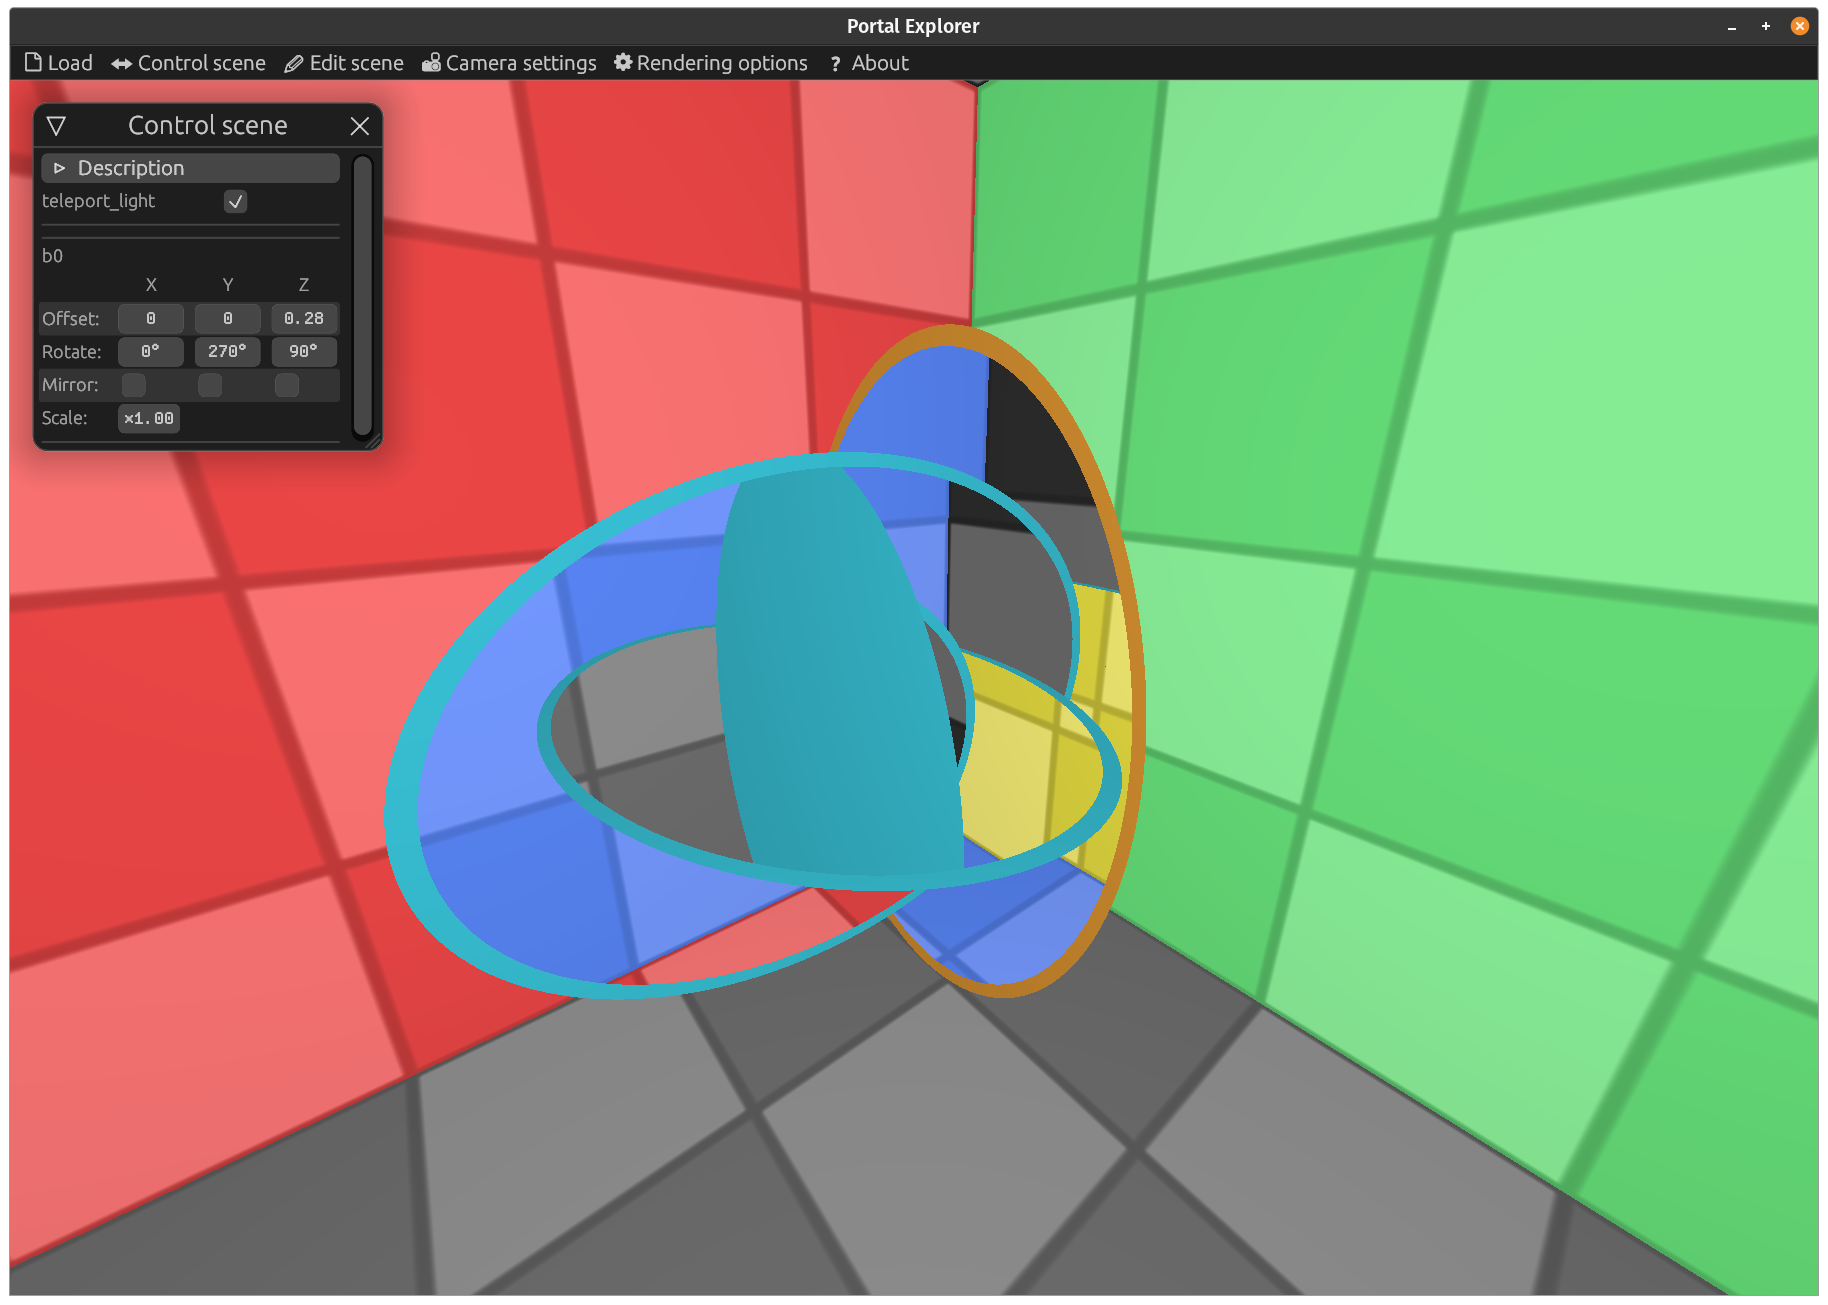 Portal Explorer
Load Control scene Edit scene Camera settings Rendering options ? About
Control scene
Description
teleport_light
b0
X Y Z
Offset: 0 0 0.28
Rotate: 0° 270° 90°
Mirror:
Scale: ×1.00